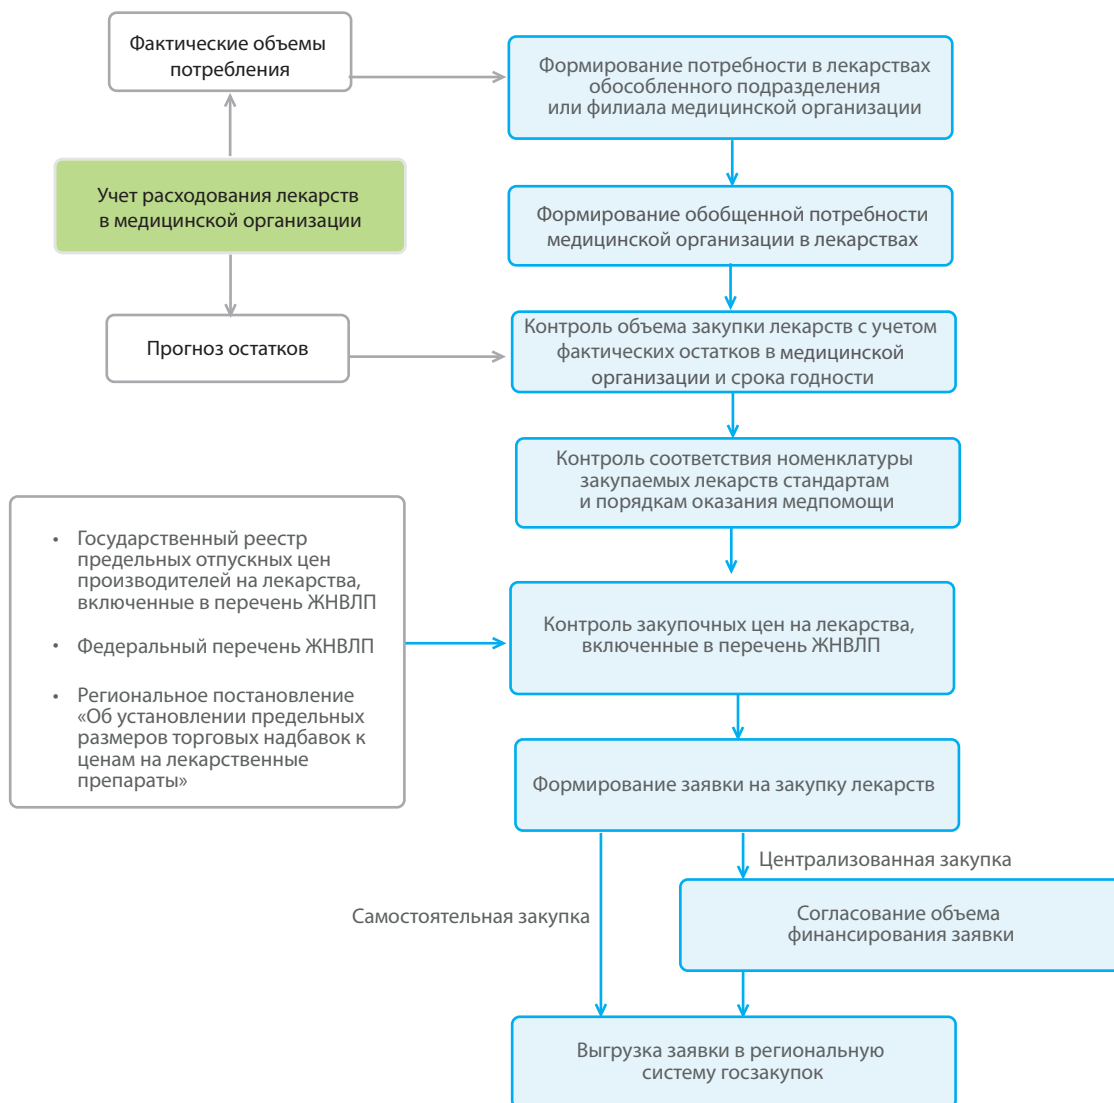 Фактические объемы
потребления
Формирование потребности в лекарствах
обособленного подразделения
или филиала медицинской организации
Учет расходования лекарств
в медицинской организации
Формирование обобщенной потребности
медицинской организации в лекарствах
Прогноз остатков
Контроль объема закупки лекарств с учетом
фактических остатков в медицинской
организации и срока годности
Контроль соответствия номенклатуры
закупаемых лекарств стандартам
и порядкам оказания медпомощи
• Государственный реестр
предельных отпускных цен
производителей на лекарства,
включенные в перечень ЖНВЛП
• Федеральный перечень ЖНВЛП
• Региональное постановление
«Об установлении предельных
размеров торговых надбавок к
ценам на лекарственные
препараты»
Контроль закупочных цен на лекарства,
включенные в перечень ЖНВЛП
Формирование заявки на закупку лекарств
Централизованная закупка
Самостоятельная закупка
Согласование объема
финансирования заявки
Выгрузка заявки в региональную
систему госзакупок